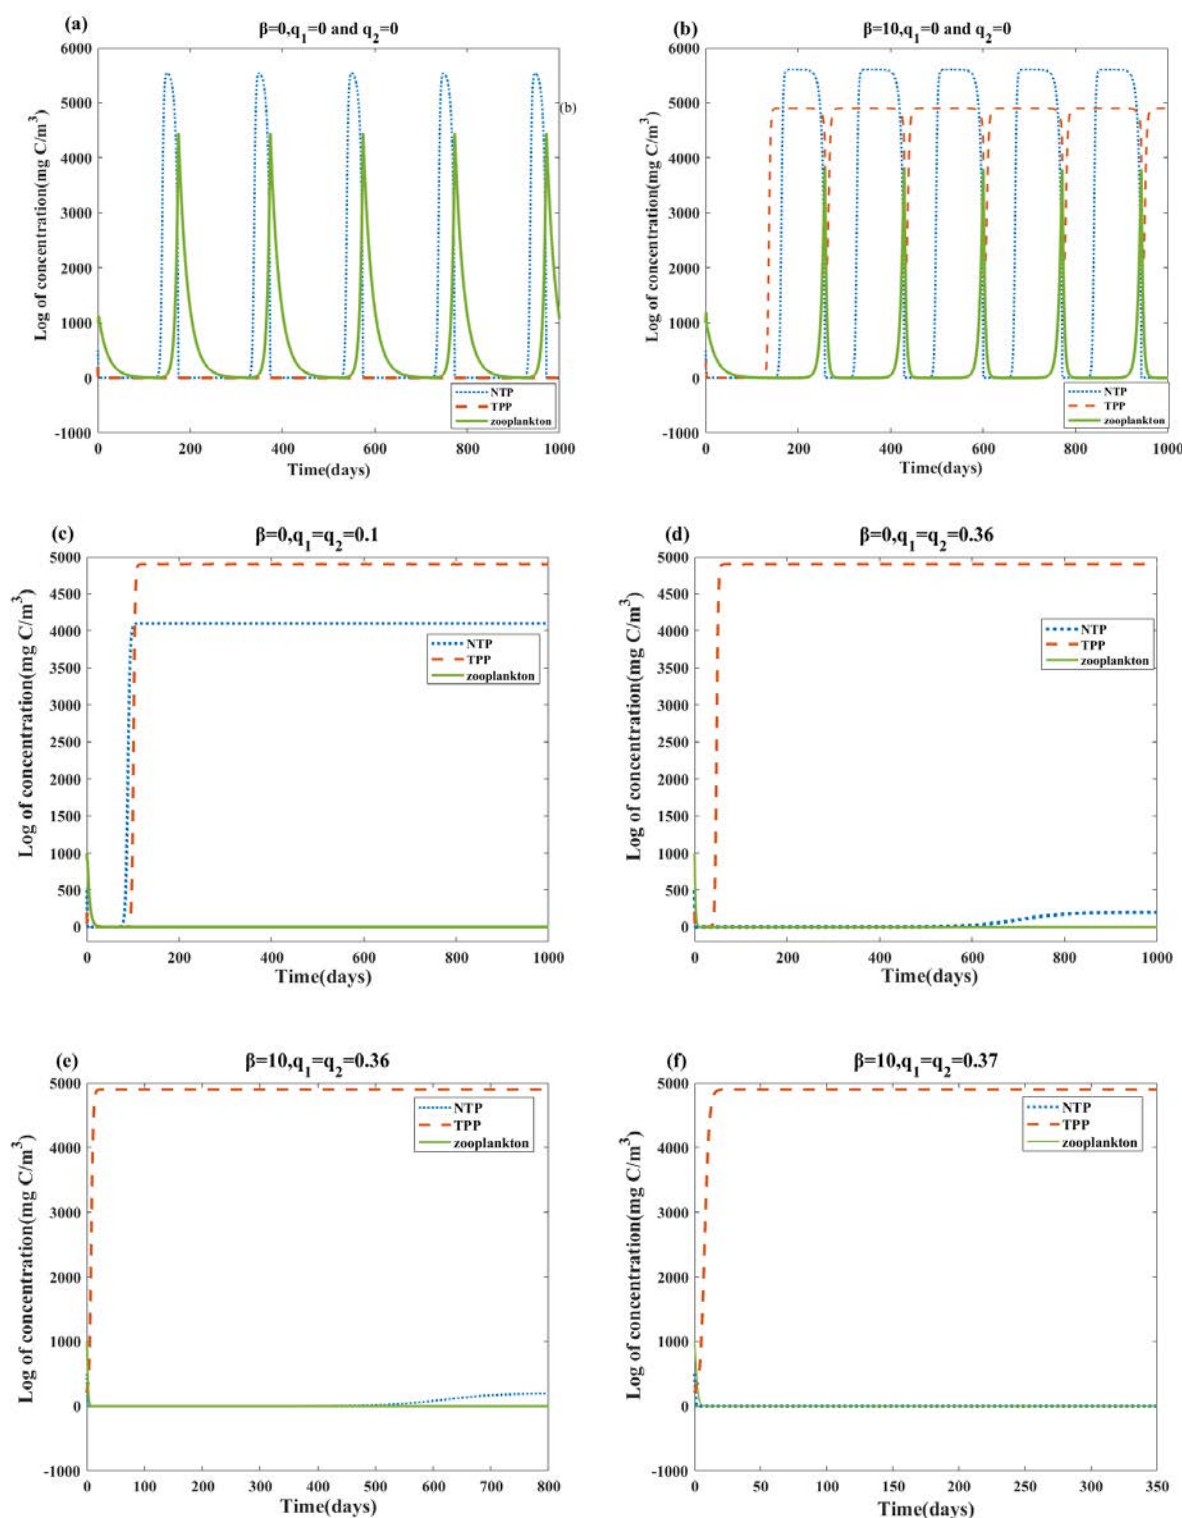 (a)
β=0,q1=0 and q2=0
Log of concentration(mg C/m3)
6000
5000
4000
3000
2000
1000
0
-1000
0
200
400
600
800
1000
Time(days)
NTP
TPP
zooplankton
(b)
β=10,q1=0 and q2=0
Log of concentration(mg C/m3)
6000
5000
4000
3000
2000
1000
0
-1000
0
200
400
600
800
1000
Time(days)
NTP
TPP
zooplankton
(c)
β=0,q1=q2=0.1
Log of concentration(mg C/m3)
5000
4500
4000
3500
3000
2500
2000
1500
1000
500
0
0
200
400
600
800
1000
Time(days)
NTP
TPP
zooplankton
(d)
β=0,q1=q2=0.36
Log of concentration(mg C/m3)
5000
4500
4000
3500
3000
2500
2000
1500
1000
500
0
0
200
400
600
800
1000
Time(days)
NTP
TPP
zooplankton
(e)
β=10,q1=q2=0.36
Log of concentration(mg C/m3)
5000
4000
3000
2000
1000
0
-1000
0
100
200
300
400
500
600
700
800
Time(days)
NTP
TPP
zooplankton
(f)
β=10,q1=q2=0.37
Log of concentration(mg C/m3)
5000
4000
3000
2000
1000
0
-1000
0
50
100
150
200
250
300
350
Time(days)
NTP
TPP
zooplankton